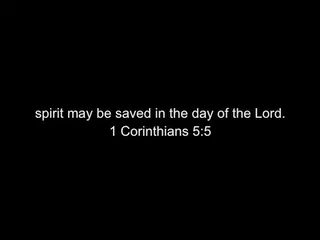 spirit may be saved in the day of the Lord.
1 Corinthians 5:5